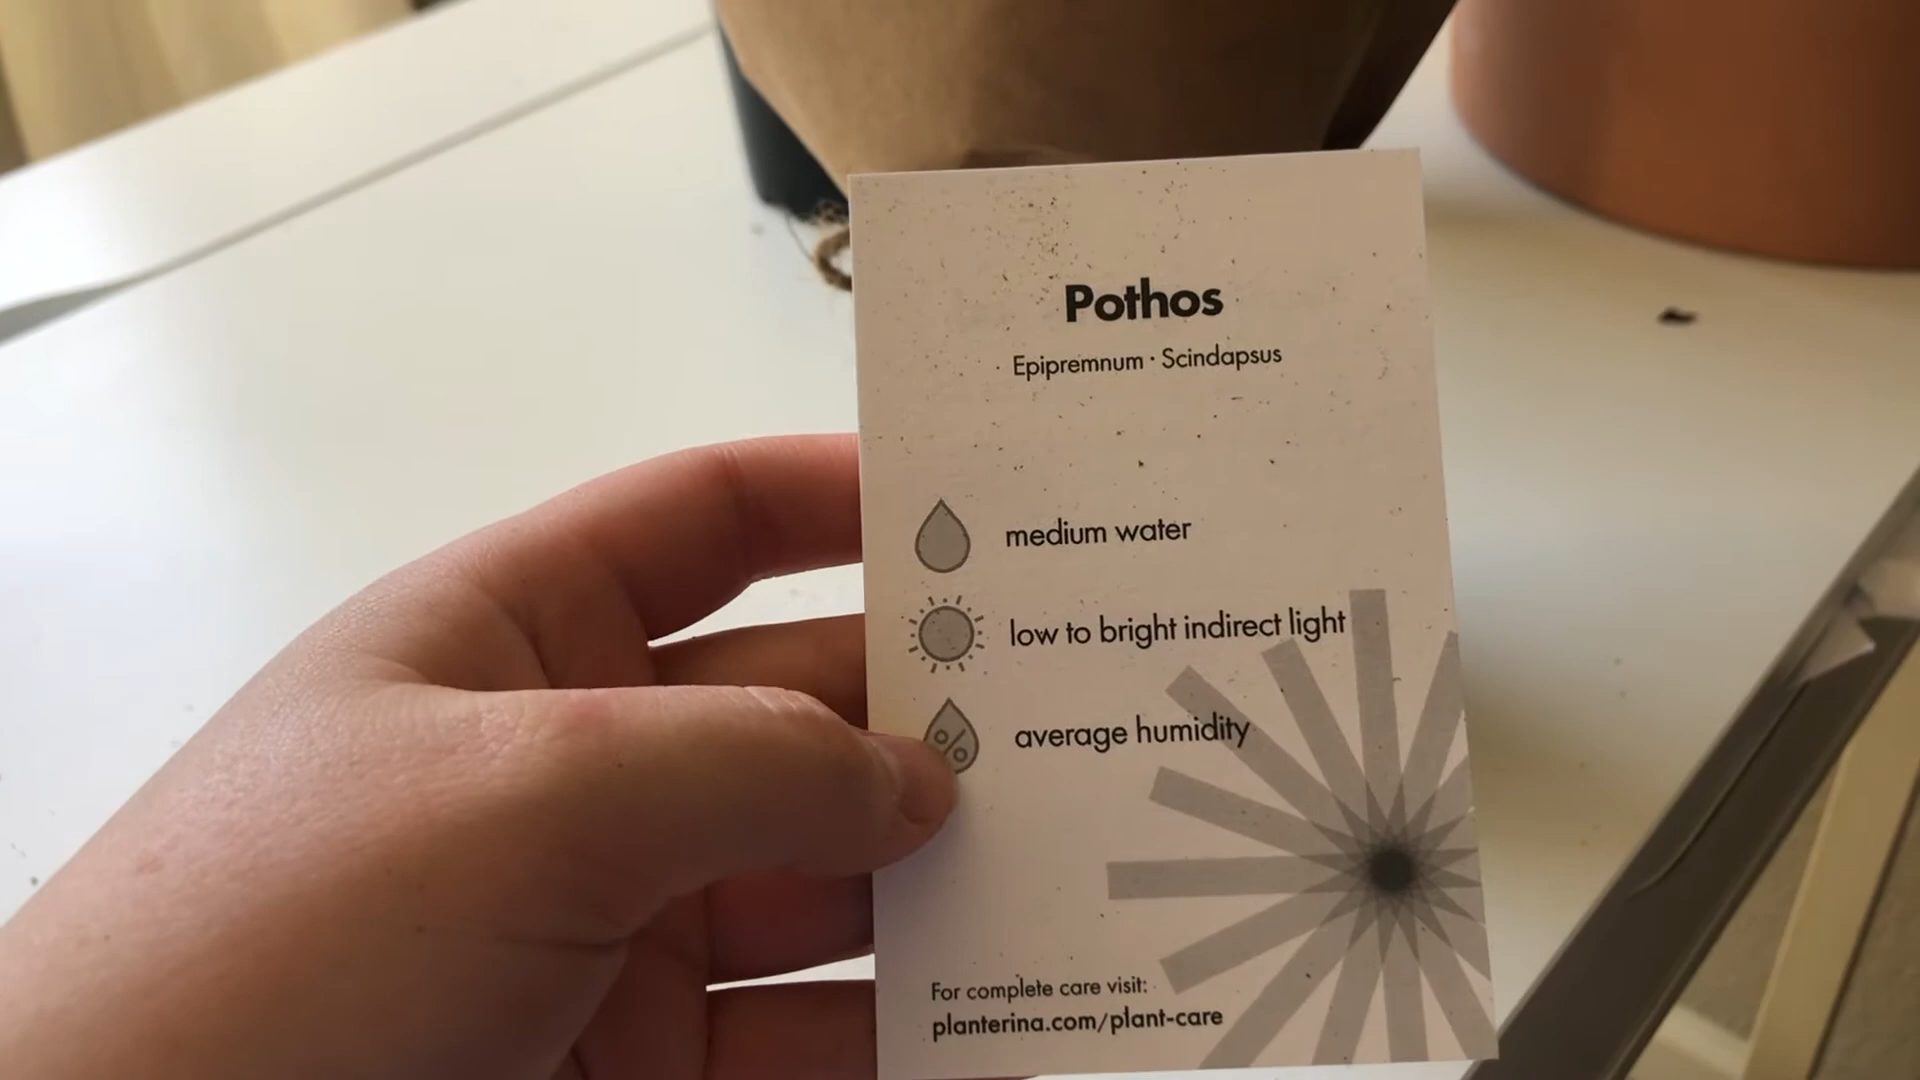 Pothos
Epipremnum · Scindapsus
medium water
low to bright indirect light
%
average humidity
For complete care visit:
planterina.com/plant-care